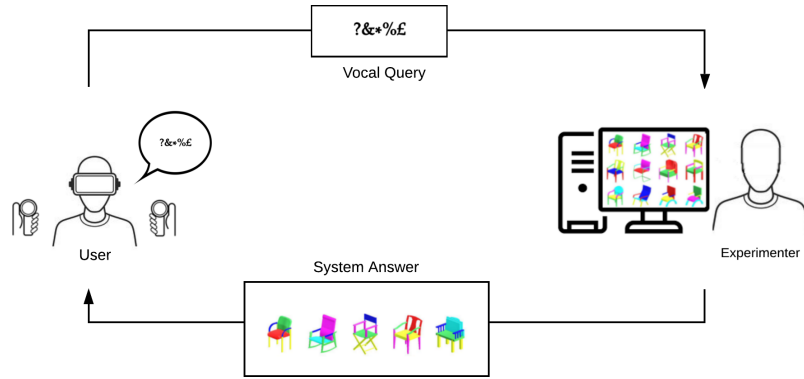 ?&*%£
Vocal Query
?&*%£
User
Experimenter
System Answer